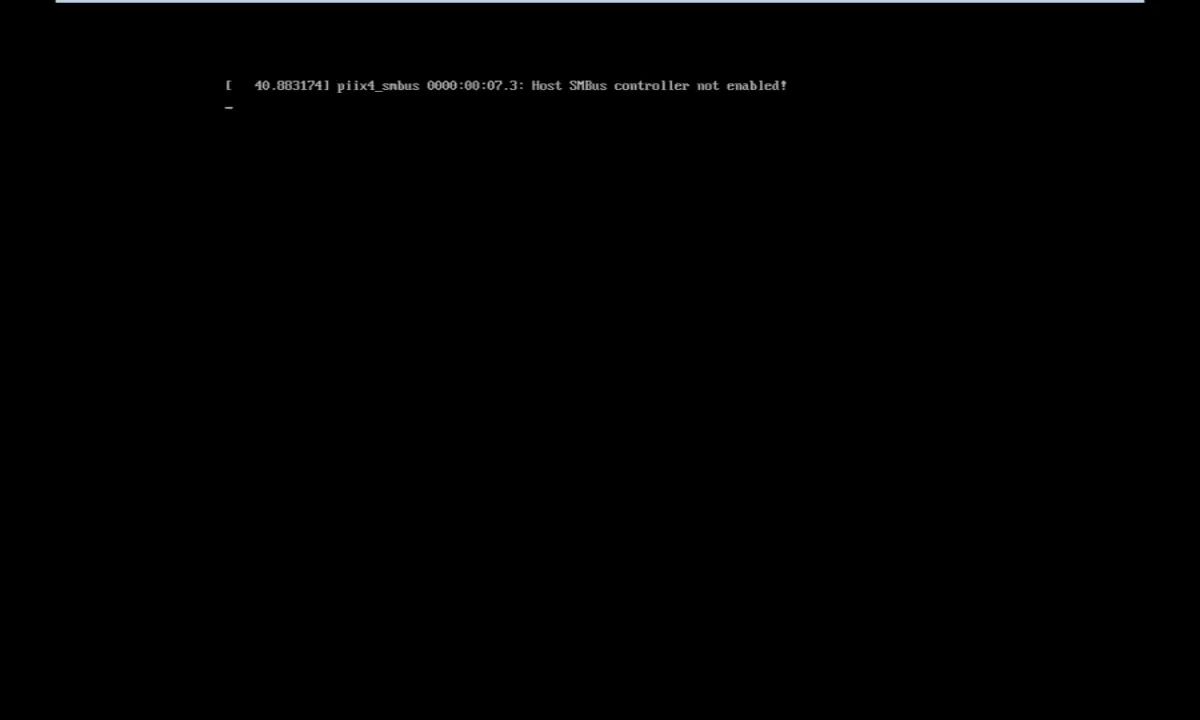 [   40.883174] piix4_smbus 0000:00:07.3: Host SMBus controller not enabled!
_